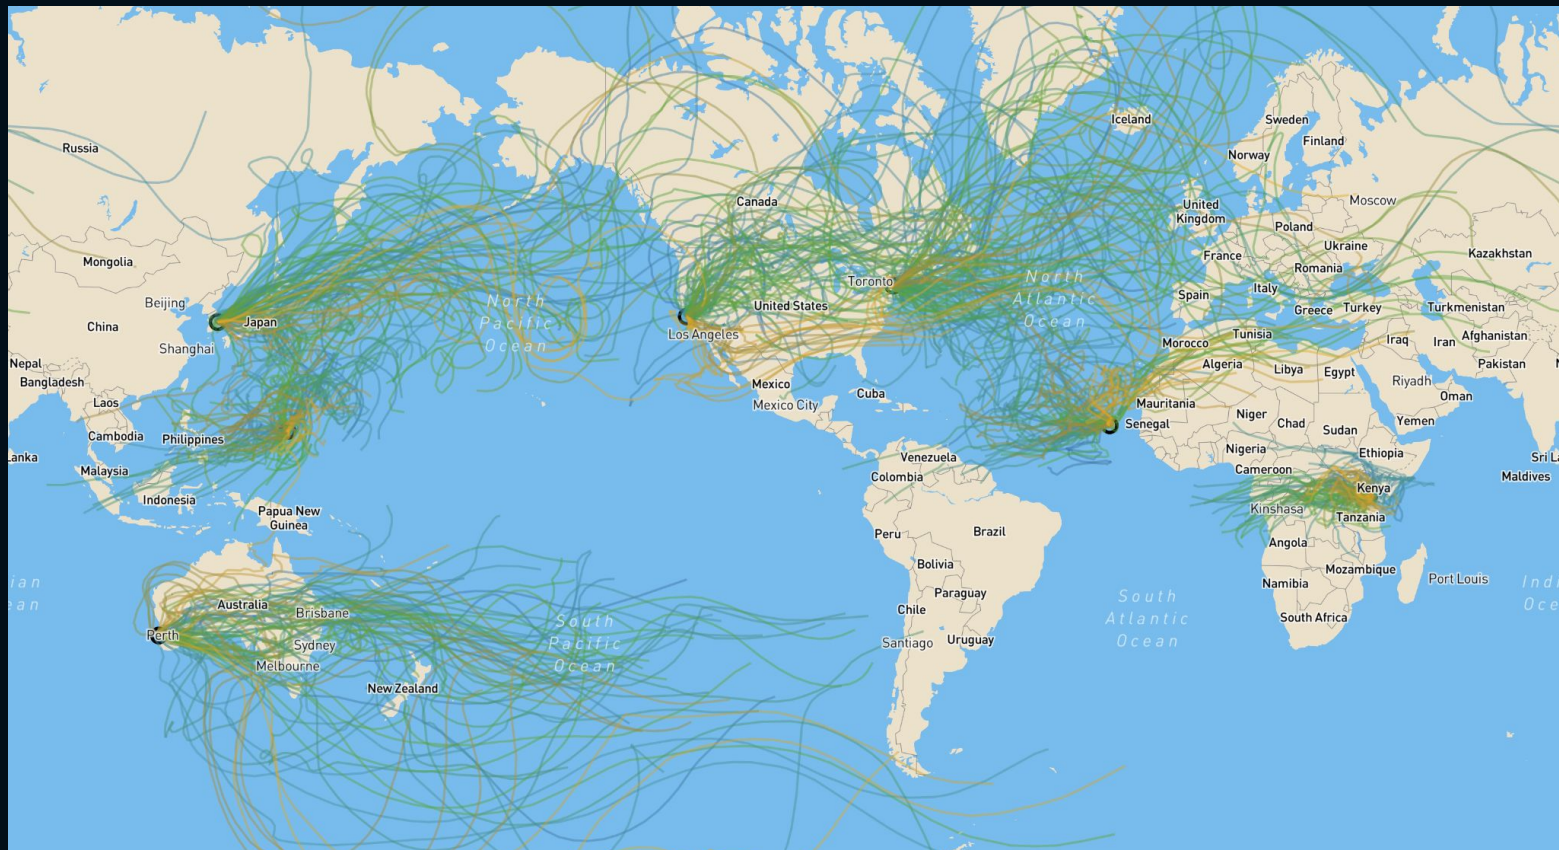 Iceland
Sweden
Finland
Norway
Russia
Canada
United
Kingdom
Moscow
Poland
Ukraine
France
Romania
Kazakhstan
Mongolia
Toronto
North
Atlantic
Ocean
Spain
Italy
Greece
Turkey
Turkmenistan
Beijing
North
Pacific
Ocean
United States
Japan
China
Los Angeles
Tunisia
Morocco
Iraq
Iran
Afghanistan
Shanghai
Nepal
Algeria
Libya
Egypt
Pakistan
Bangladesh
Mexico
Cuba
Riyadh
Oman
Laos
Mexico City
Mauritania
Niger
Chad
Sudan
Yemen
Senegal
Cambodia
Philippines
Nigeria
Ethiopia
Lanka
Venezuela
Cameroon
Sri L
Malaysia
Colombia
Kenya
Maldives
Indonesia
Papua New
Guinea
Kinshasa
Tanzania
Peru
Brazil
Angola
Bolivia
Mozambique
Port Louis
ian
ean
Namibia
Indi
Oce
Australia
Brisbane
Paraguay
South
Atlantic
Ocean
Chile
South Africa
Perth
Sydney
South
Pacific
Ocean
Santiago
Uruguay
Melbourne
New Zealand